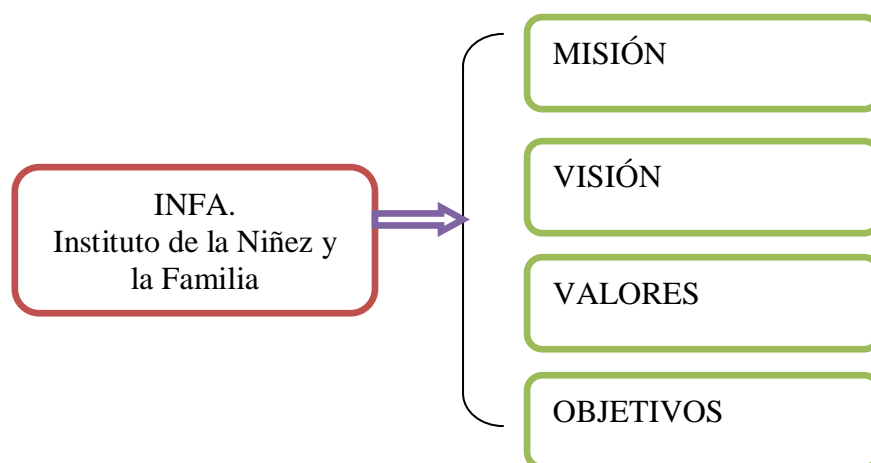 INFA.
Instituto de la Niñez y
la Familia
MISIÓN
VISIÓN
VALORES
OBJETIVOS